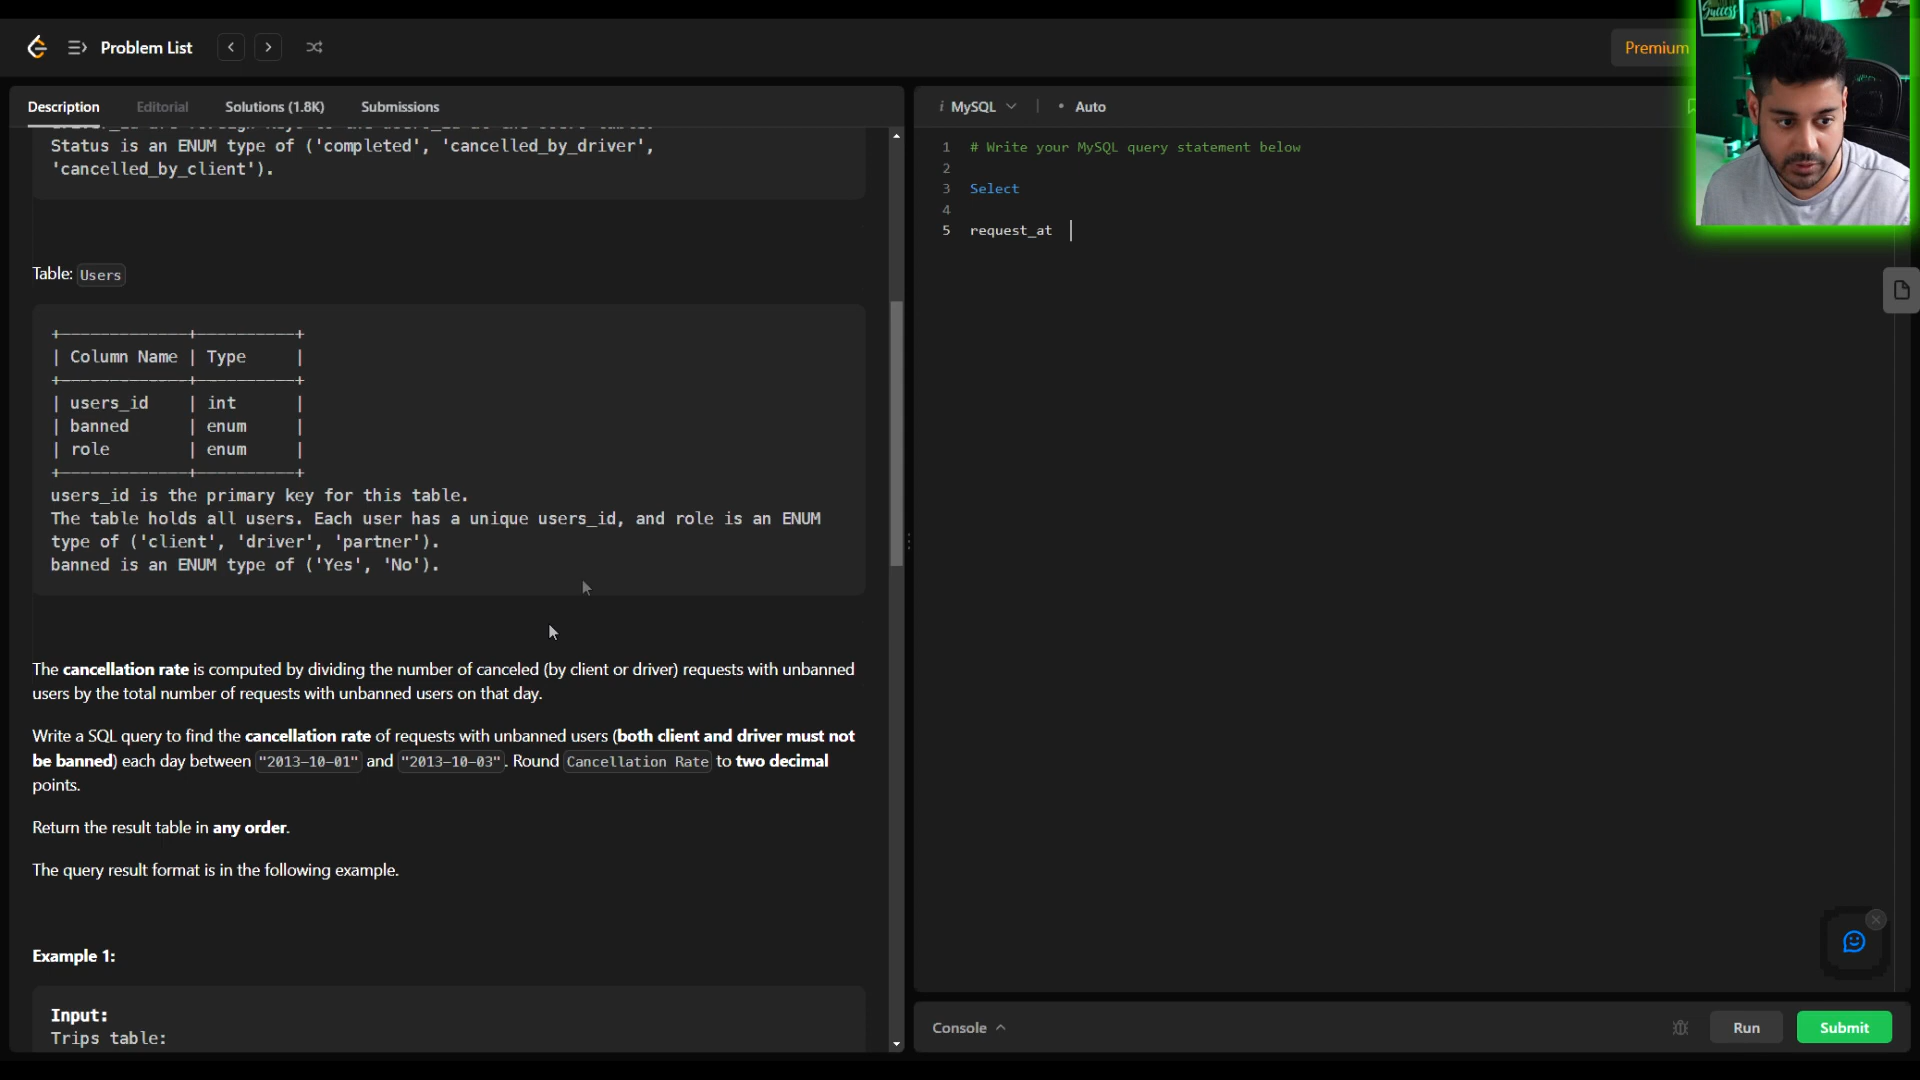 Problem List
Premium
Description
Editorial
Solutions (1.8K)
Submissions
Status is an ENUM type of ('completed', 'cancelled_by_driver',
'cancelled_by_client').
Table: Users
| Column Name | Type |
| users_id | int |
| banned | enum |
| role | enum |
users_id is the primary key for this table.
The table holds all users. Each user has a unique users_id, and role is an ENUM
type of ('client', 'driver', 'partner').
banned is an ENUM type of ('Yes', 'No').
The cancellation rate is computed by dividing the number of canceled (by client or driver) requests with unbanned
users by the total number of requests with unbanned users on that day.
Write a SQL query to find the cancellation rate of requests with unbanned users (both client and driver must not
be banned) each day between "2013-10-01" and "2013-10-03". Round Cancellation Rate to two decimal
points.
Return the result table in any order.
The query result format is in the following example.
Example 1:
Input:
Trips table:
i MySQL
• Auto
1 # Write your MySQL query statement below
2
3 Select
4
5 request_at
Console
Run
Submit
Success